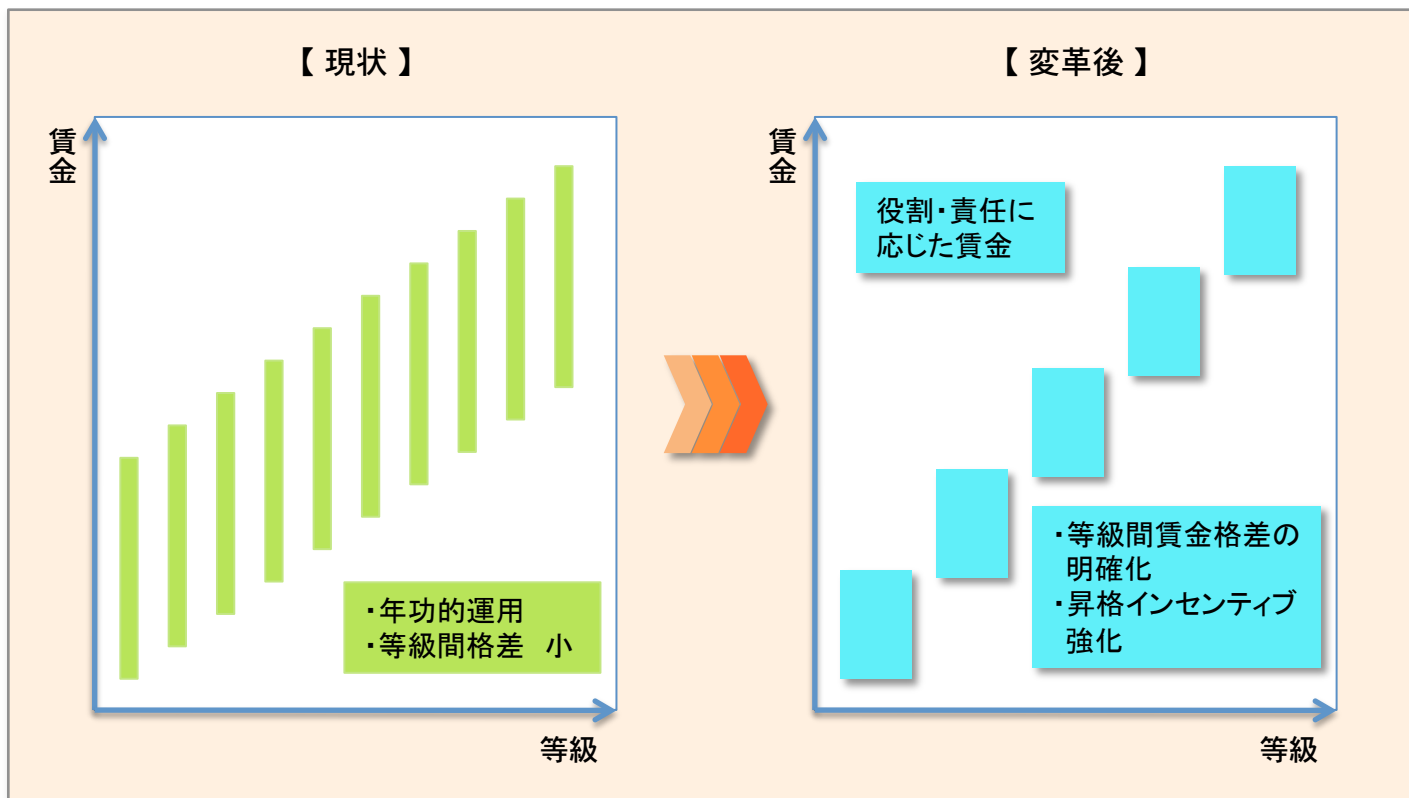 【 現状 】
賃金
・年功的運用
・等級間格差　小
等級
【 変革後 】
賃金
役割・責任に
応じた賃金
・等級間賃金格差の
明確化
・昇格インセンティブ
強化
等級